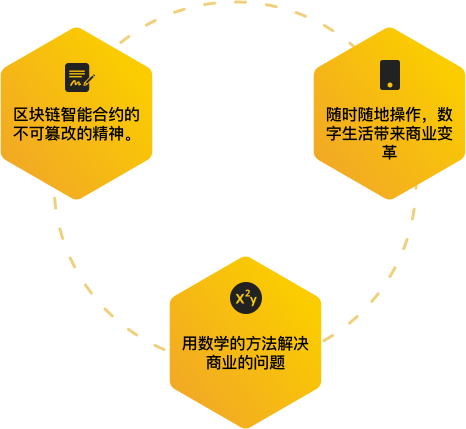 区块链智能合约的
不可篡改的精神。
随时随地操作，数
字生活带来商业变
革
X²y
用数学的方法解决
商业的问题